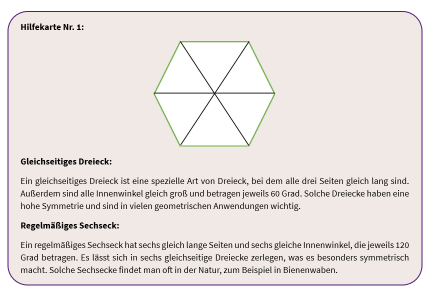 Hilfekarte Nr. 1:
Gleichseitiges Dreieck:
Ein gleichseitiges Dreieck ist eine spezielle Art von Dreieck, bei dem alle drei Seiten gleich lang sind.
Außerdem sind alle Innenwinkel gleich groß und betragen jeweils 60 Grad. Solche Dreiecke haben eine
hohe Symmetrie und sind in vielen geometrischen Anwendungen wichtig.
Regelmäßiges Sechseck:
Ein regelmäßiges Sechseck hat sechs gleich lange Seiten und sechs gleiche Innenwinkel, die jeweils 120
Grad betragen. Es lässt sich in sechs gleichseitige Dreiecke zerlegen, was es besonders symmetrisch
macht. Solche Sechsecke findet man oft in der Natur, zum Beispiel in Bienenwaben.